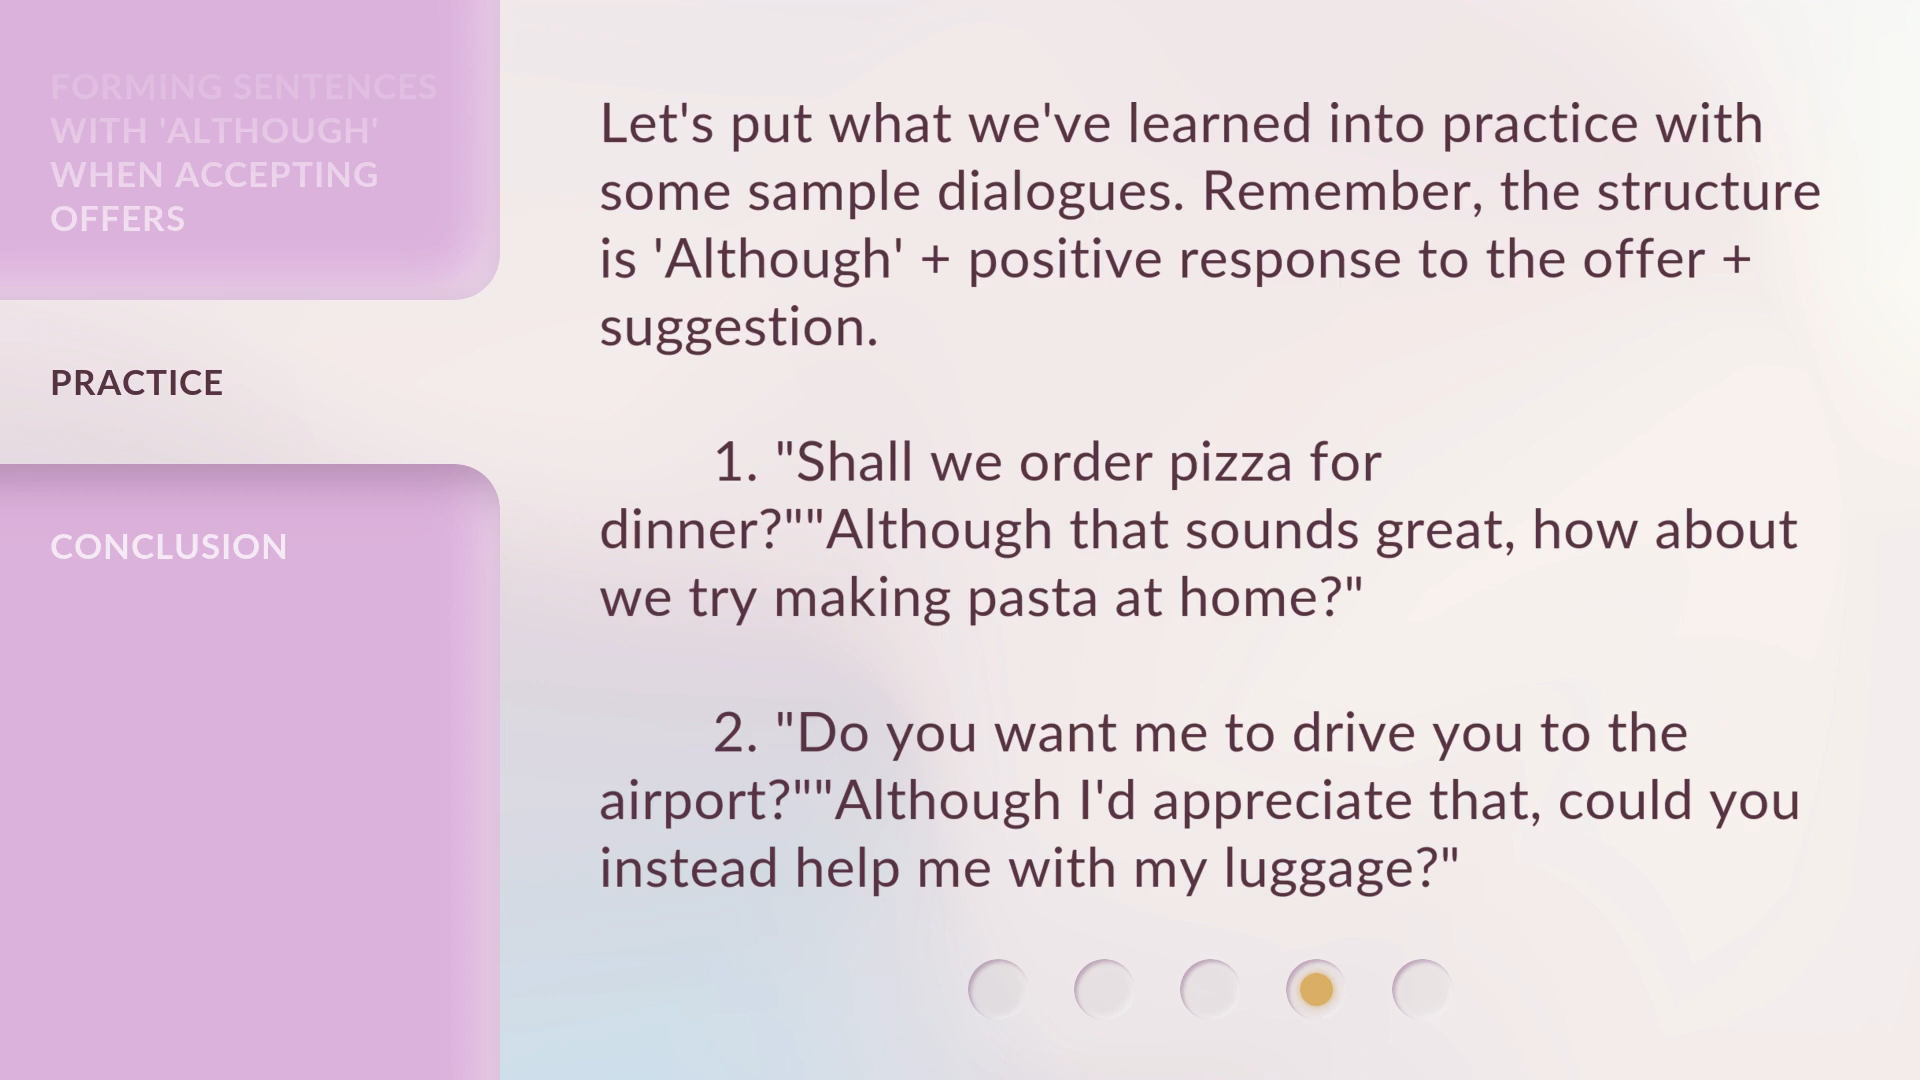 FORMING SENTENCES
WITH 'ALTHOUGH'
WHEN ACCEPTING
OFFERS
PRACTICE
CONCLUSION
Let's put what we've learned into practice with
some sample dialogues. Remember, the structure
is 'Although' + positive response to the offer +
suggestion.
1. "Shall we order pizza for
dinner?""Although that sounds great, how about
we try making pasta at home?"
2. "Do you want me to drive you to the
airport?""Although I'd appreciate that, could you
instead help me with my luggage?"